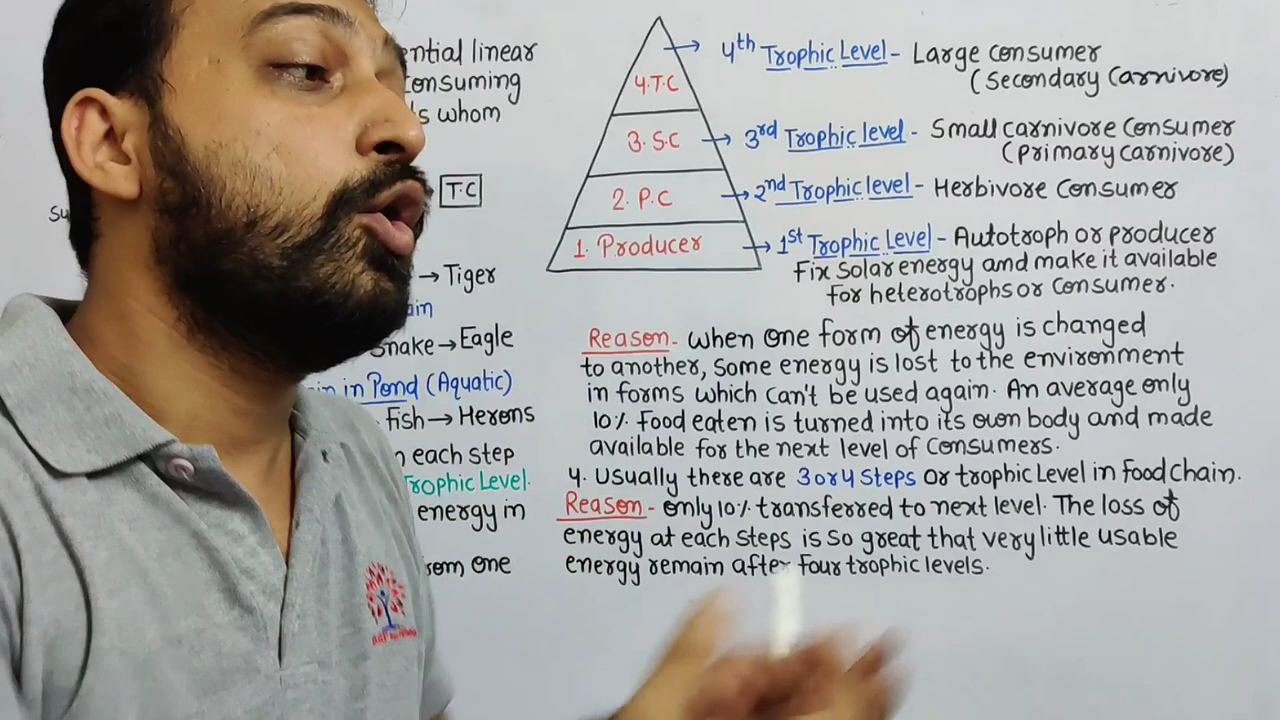 ential linear
onsuming
s whom
T.C
→ Tiger
ain
Snake → Eagle
in in Pond (Aquatic)
Fish → Herons
n each step
Trophic Level.
energy in
rom one
4. T.C
3. S.C
2. P.C
1. Producer
→ 4th Trophic Level - Large consumer
(Secondary Carnivore)
→ 3rd Trophic level - Small carnivore Consumer
(Primary Carnivore)
→ 2nd Trophic level - Herbivore Consumer
→ 1st Trophic Level - Autotroph or producer
Fix Solar energy and make it available
for heterotrophs or Consumer.
Reason - When one form of energy is changed
to another, Some energy is lost to the environment
in forms which can't be used again. An average only
10% Food eaten is turned into its own body and made
available for the next level of Consumers.
4. Usually there are 3 or 4 Steps or trophic Level in Food Chain.
Reason - only 10% transferred to next level. The loss of
energy at each steps is so great that very little usable
energy remain after four trophic levels.